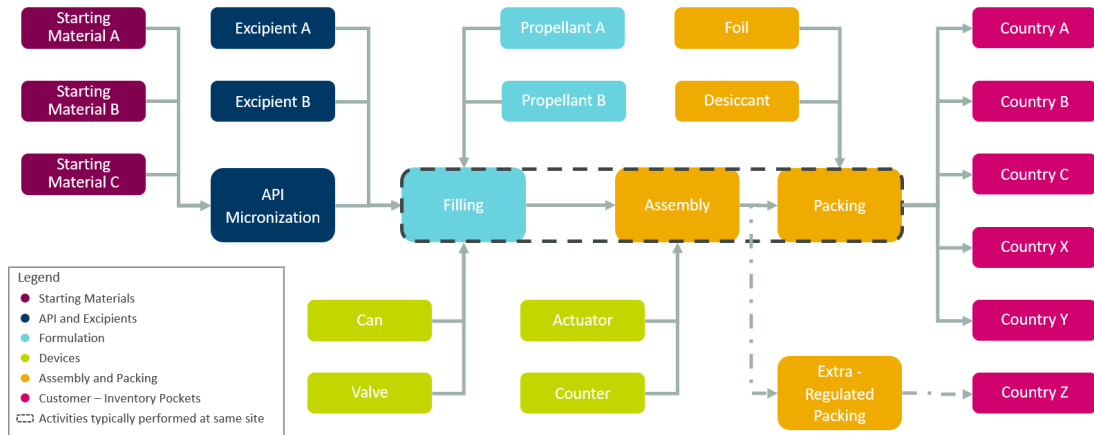 Starting
Material A
Excipient A
Propellant A
Foil
Country A
Starting
Material B
Excipient B
Propellant B
Desiccant
Country B
Starting
Material C
API
Micronization
Filling
Assembly
Packing
Country C
Country X
Can
Actuator
Country Y
Valve
Counter
Extra -
Regulated
Packing
Country Z
Legend
Starting Materials
API and Excipients
Formulation
Devices
Assembly and Packing
Customer – Inventory Pockets
Activities typically performed at same site